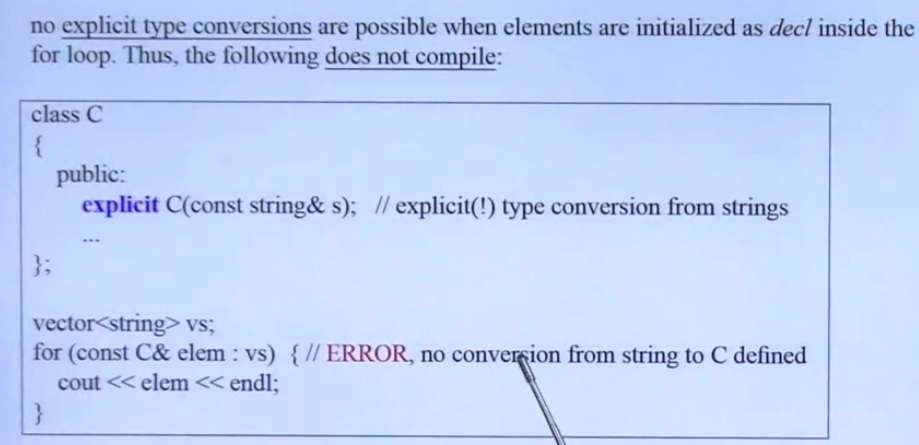 no explicit type conversions are possible when elements are initialized as decl inside the
for loop. Thus, the following does not compile:
class C
{
public:
explicit C(const string& s); // explicit(!) type conversion from strings
...
};
vector<string> vs;
for (const C& elem : vs) { // ERROR, no conversion from string to C defined
cout << elem << endl;
}